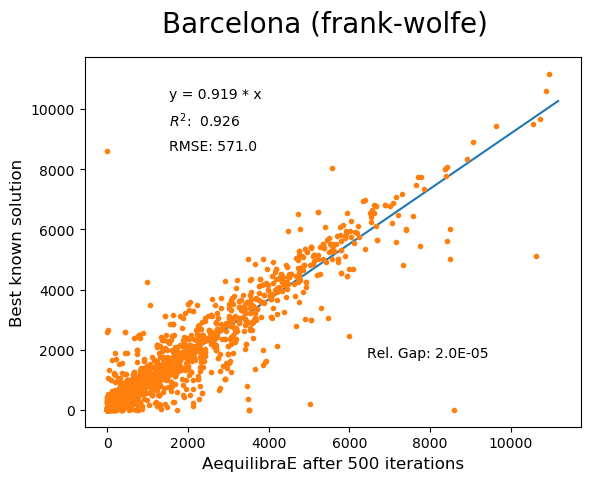 Barcelona (frank-wolfe)
y = 0.919 * x
R²: 0.926
RMSE: 571.0
Rel. Gap: 2.0E-05
Best known solution
10000
8000
6000
4000
2000
0
0 2000 4000 6000 8000 10000
AequilibraE after 500 iterations